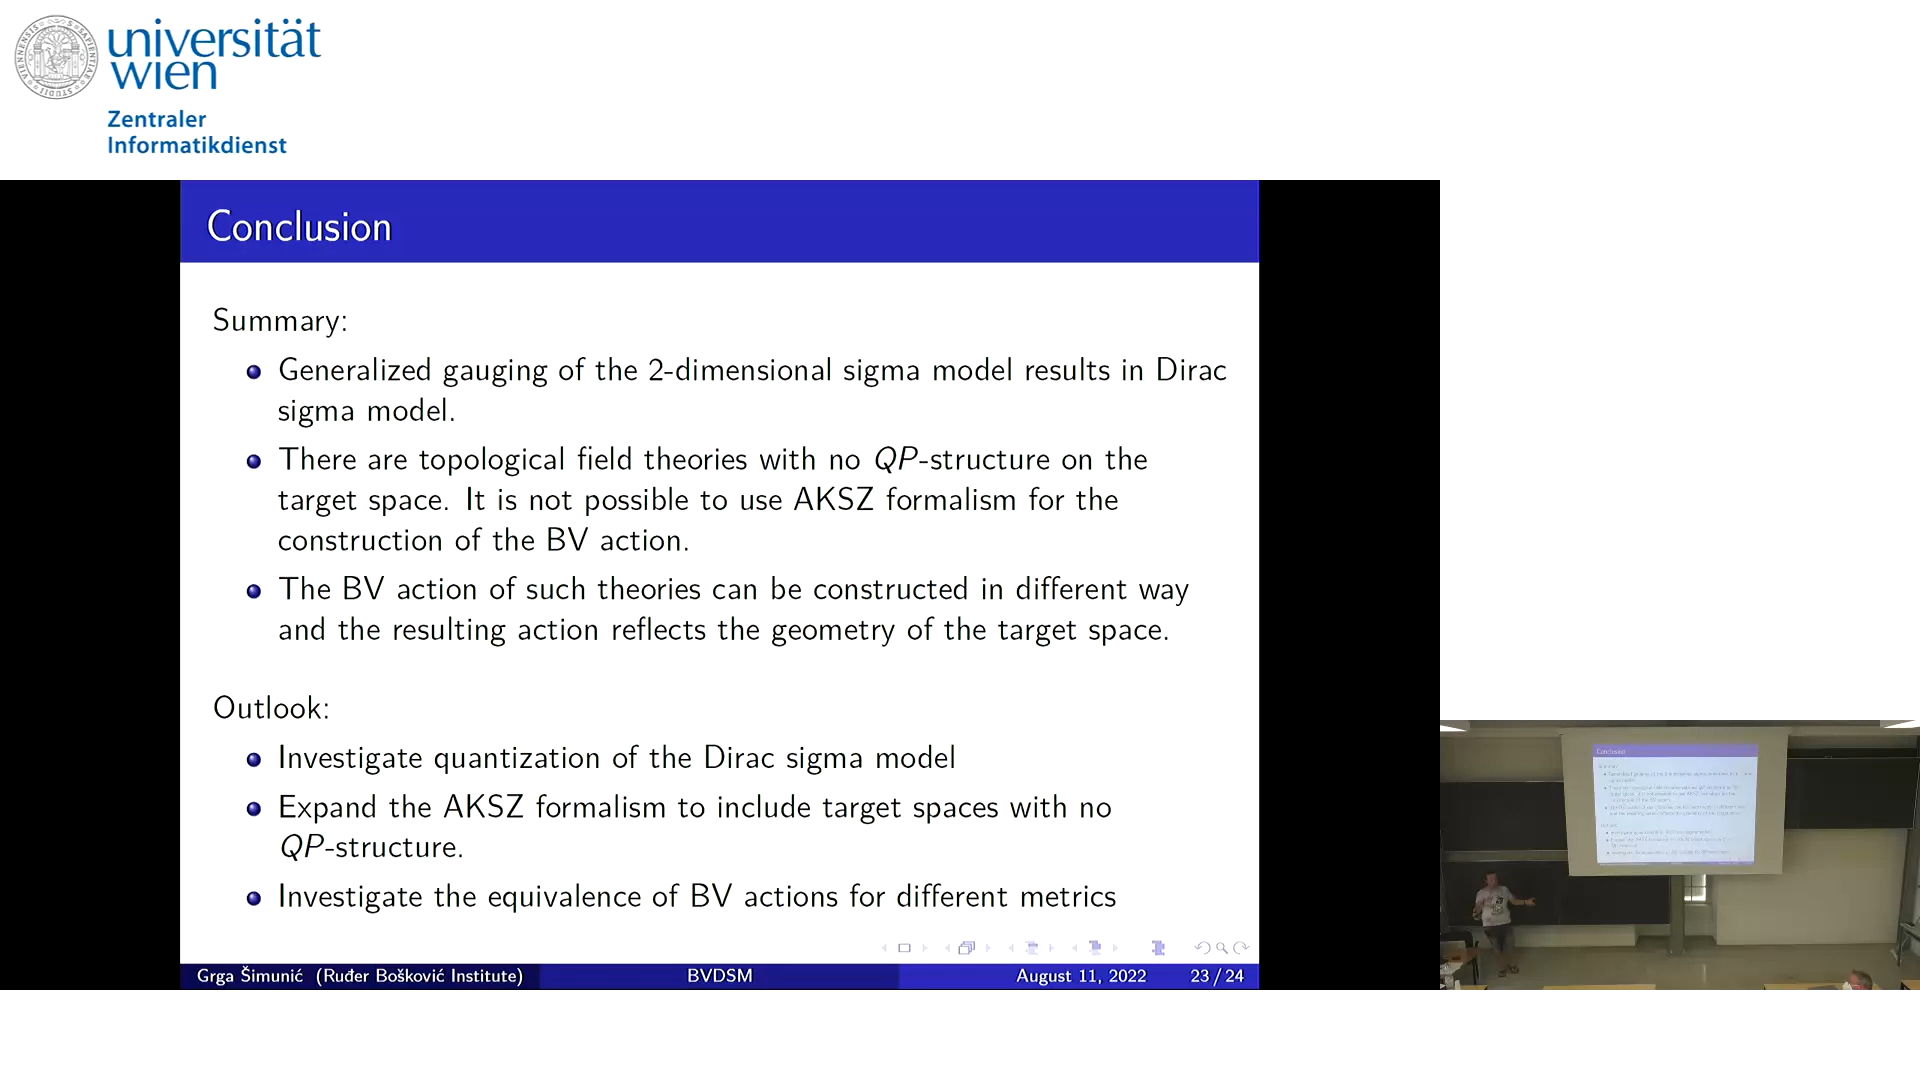 universität
wien
Zentraler
Informatikdienst
Conclusion
Summary:
Generalized gauging of the 2-dimensional sigma model results in Dirac
sigma model.
There are topological field theories with no QP-structure on the
target space. It is not possible to use AKSZ formalism for the
construction of the BV action.
The BV action of such theories can be constructed in different way
and the resulting action reflects the geometry of the target space.
Outlook:
Investigate quantization of the Dirac sigma model
Expand the AKSZ formalism to include target spaces with no
QP-structure.
Investigate the equivalence of BV actions for different metrics
Grga Šimunić (Ruđer Bošković Institute) BVDSM August 11, 2022 23 / 24
Conclusion